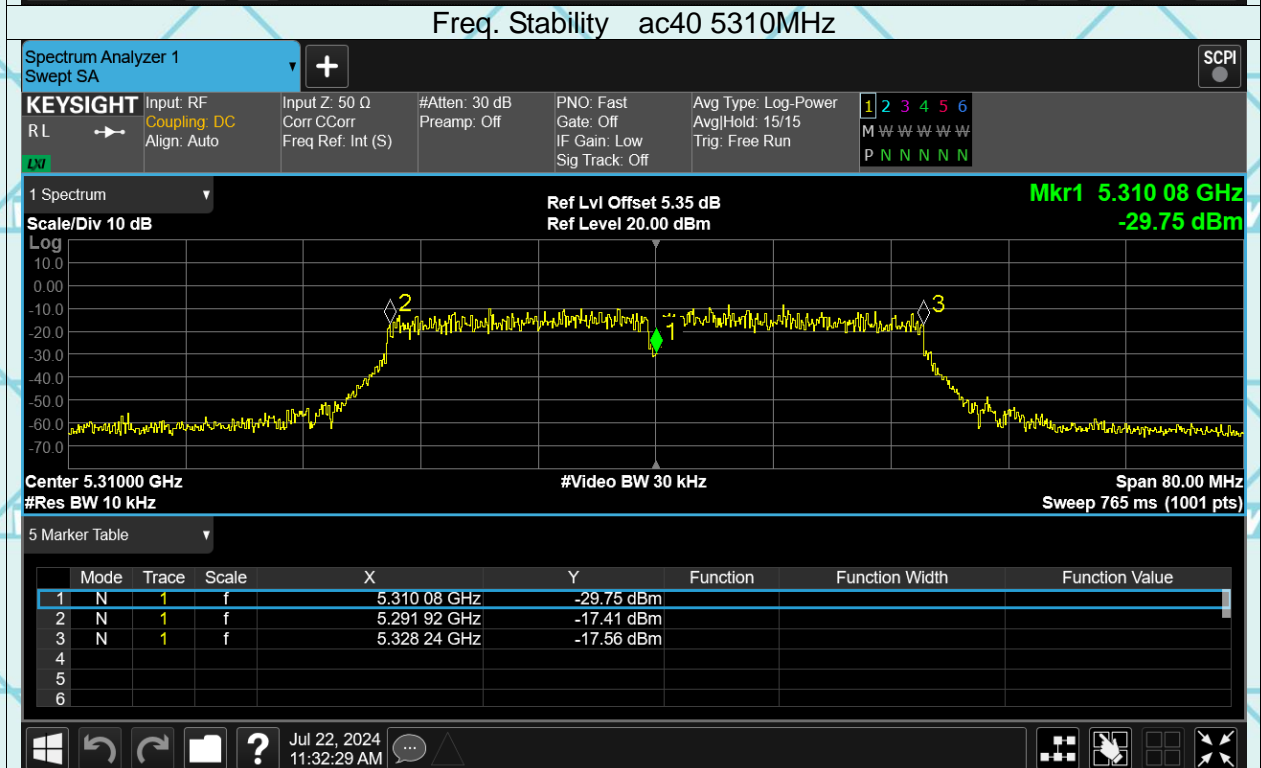 Freq. Stability ac40 5310MHz
Spectrum Analyzer 1
Swept SA
+
SCPI
KEYSIGHT
R L
LXI
Input: RF
Coupling: DC
Align: Auto
Input Z: 50 Ω
Corr CCorr
Freq Ref: Int (S)
#Atten: 30 dB
Preamp: Off
PNO: Fast
Gate: Off
IF Gain: Low
Sig Track: Off
Avg Type: Log-Power
Avg|Hold: 15/15
Trig: Free Run
1 2 3 4 5 6
M W W W W W
P N N N N N
1 Spectrum
Scale/Div 10 dB
Ref Lvl Offset 5.35 dB
Ref Level 20.00 dBm
Mkr1 5.310 08 GHz
-29.75 dBm
Log
10.0
0.00
-10.0
-20.0
-30.0
-40.0
-50.0
-60.0
-70.0
2
1
3
Center 5.31000 GHz
#Video BW 30 kHz
Span 80.00 MHz
#Res BW 10 kHz
Sweep 765 ms (1001 pts)
5 Marker Table
Mode Trace Scale X Y Function Function Width Function Value
1 N 1 f 5.310 08 GHz -29.75 dBm
2 N 1 f 5.291 92 GHz -17.41 dBm
3 N 1 f 5.328 24 GHz -17.56 dBm
4
5
6
?
Jul 22, 2024
11:32:29 AM